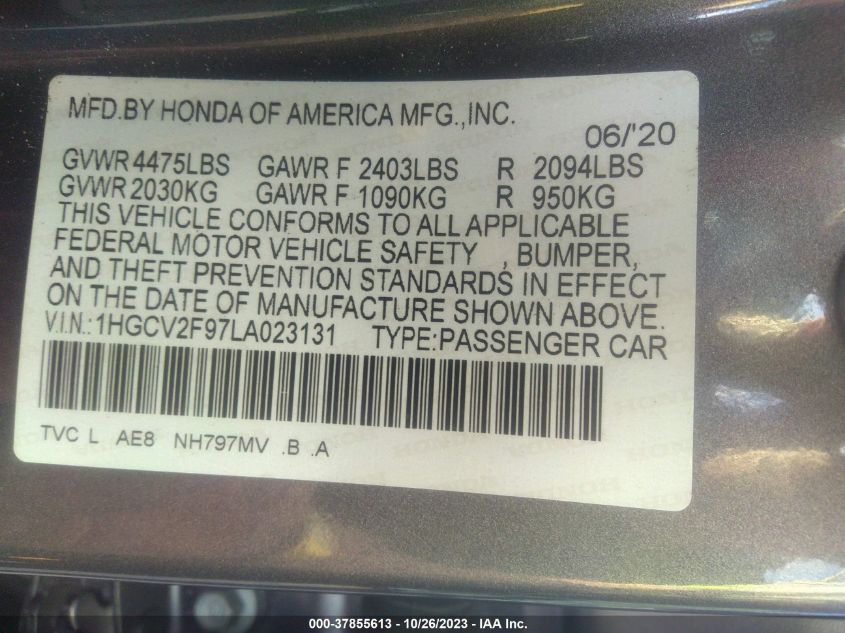 MFD.BY HONDA OF AMERICA MFG.,INC.
06/'20
GVWR 4475LBS GAWR F 2403LBS R 2094LBS
GVWR 2030KG GAWR F 1090KG R 950KG
THIS VEHICLE CONFORMS TO ALL APPLICABLE
FEDERAL MOTOR VEHICLE SAFETY , BUMPER,
AND THEFT PREVENTION STANDARDS IN EFFECT
ON THE DATE OF MANUFACTURE SHOWN ABOVE.
V.I.N.:1HGCV2F97LA023131 TYPE:PASSENGER CAR
TVC L AE8 NH797MV .B .A
000-37855613 - 10/26/2023 - IAA Inc.